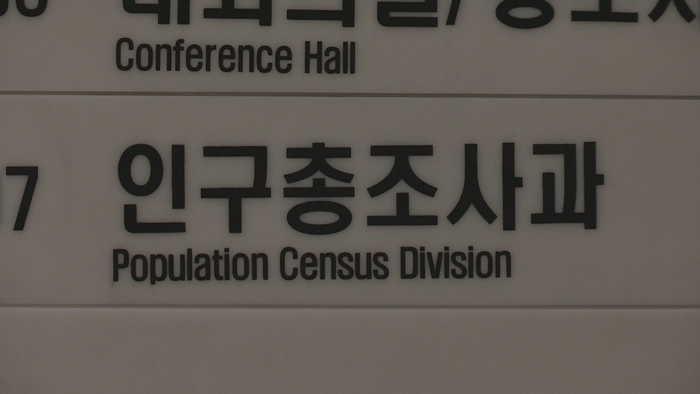 Conference Hall
7 인구총조사과
Population Census Division